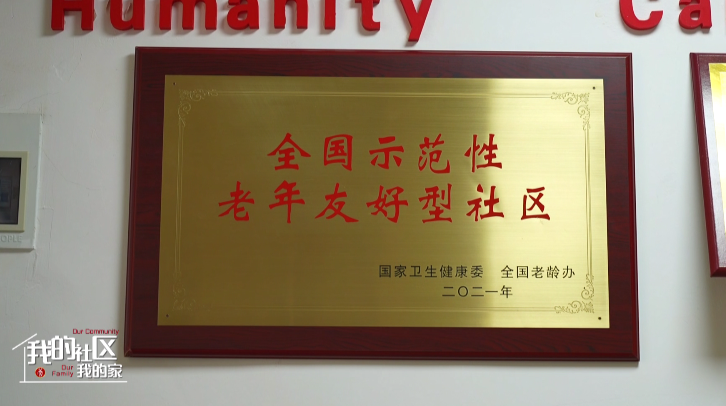 Humanity Ca
全国示范性
老年友好型社区
国家卫生健康委 全国老龄办
二〇二一年
Our Community
我的社区
Our
Family
我的家